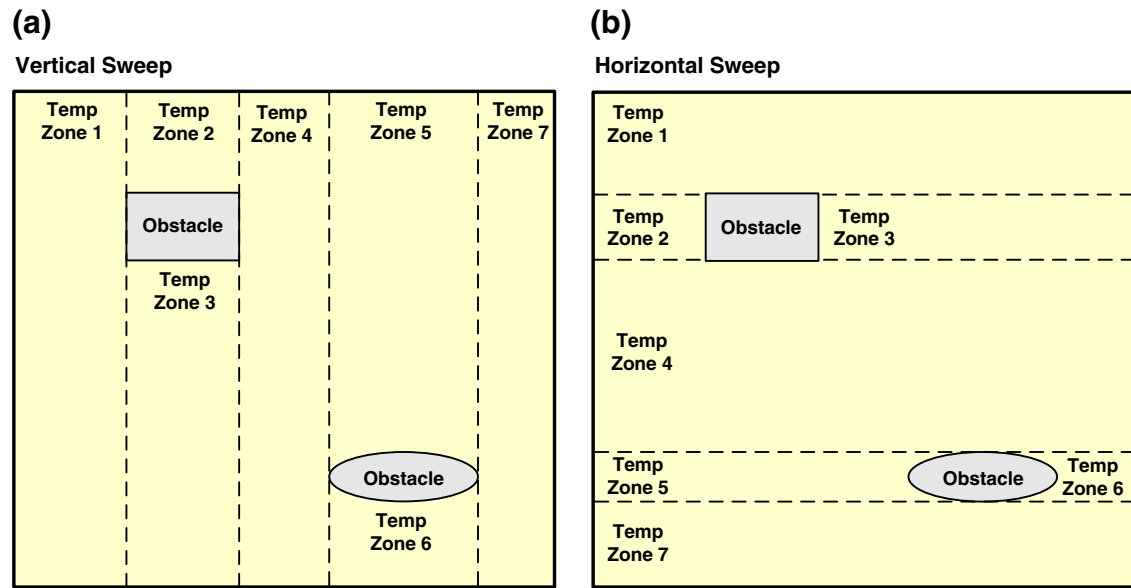 (a)
Vertical Sweep
Temp
Zone 1
Temp
Zone 2
Temp
Zone 4
Temp
Zone 5
Temp
Zone 7
Obstacle
Temp
Zone 3
Obstacle
Temp
Zone 6
(b)
Horizontal Sweep
Temp
Zone 1
Temp
Zone 2
Obstacle
Temp
Zone 3
Temp
Zone 4
Temp
Zone 5
Obstacle
Temp
Zone 6
Temp
Zone 7